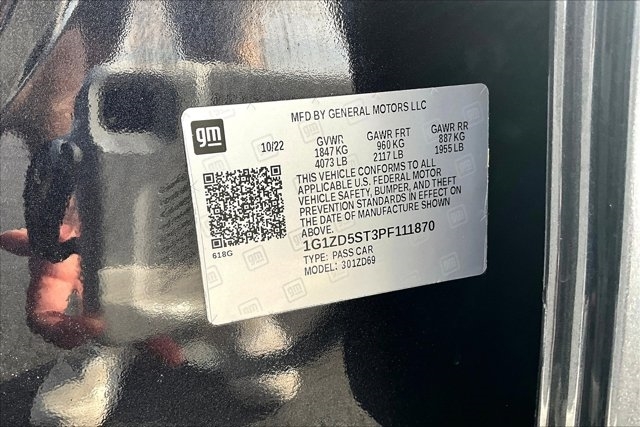 MFD BY GENERAL MOTORS LLC
gm
10/22
GVWR GAWR FRT GAWR RR
1847 KG 960 KG 887 KG
4073 LB 2117 LB 1955 LB
THIS VEHICLE CONFORMS TO ALL
APPLICABLE U.S. FEDERAL MOTOR
VEHICLE SAFETY, BUMPER, AND THEFT
PREVENTION STANDARDS IN EFFECT ON
THE DATE OF MANUFACTURE SHOWN
ABOVE.
618G
1G1ZD5ST3PF111870
TYPE: PASS CAR
MODEL: 301ZD69